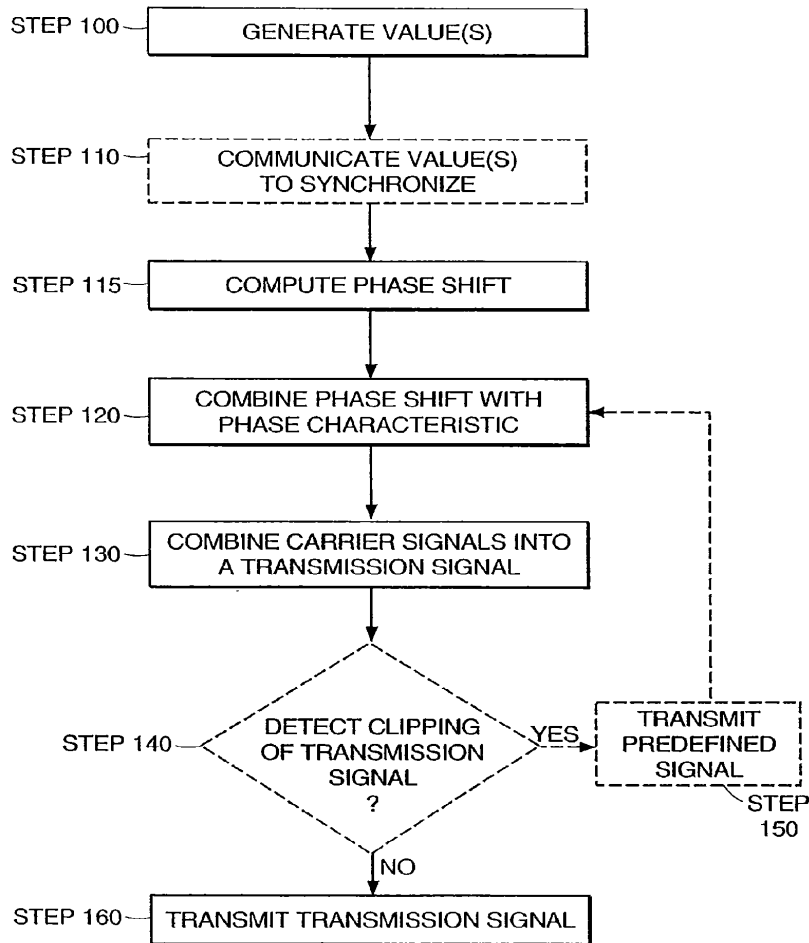 STEP 100
GENERATE VALUE(S)
STEP 110
COMMUNICATE VALUE(S)
TO SYNCHRONIZE
STEP 115
COMPUTE PHASE SHIFT
STEP 120
COMBINE PHASE SHIFT WITH
PHASE CHARACTERISTIC
STEP 130
COMBINE CARRIER SIGNALS INTO
A TRANSMISSION SIGNAL
STEP 140
DETECT CLIPPING
OF TRANSMISSION
SIGNAL
?
YES
TRANSMIT
PREDEFINED
SIGNAL
STEP
150
NO
STEP 160
TRANSMIT TRANSMISSION SIGNAL